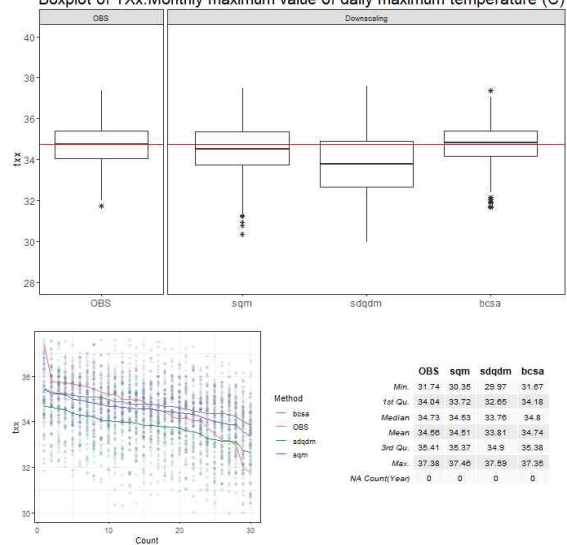 Boxplot of TXx:Monthly maximum value of daily maximum temperature (C)
OBS
Downscaling
40
38
36
34
32
30
28
txx
OBS
sqm
sdqdm
bcsa
36
34
32
30
txx
0
10
20
30
Count
Method
bcsa
OBS
sdqdm
sqm
OBS sqm sdqdm bcsa
Min. 31.74 30.35 29.97 31.67
1st Qu. 34.04 33.72 32.65 34.18
Median 34.73 34.53 33.76 34.8
Mean 34.66 34.51 33.81 34.74
3rd Qu. 35.41 35.37 34.9 35.38
Max. 37.38 37.46 37.59 37.35
NA Count(Year) 0 0 0 0